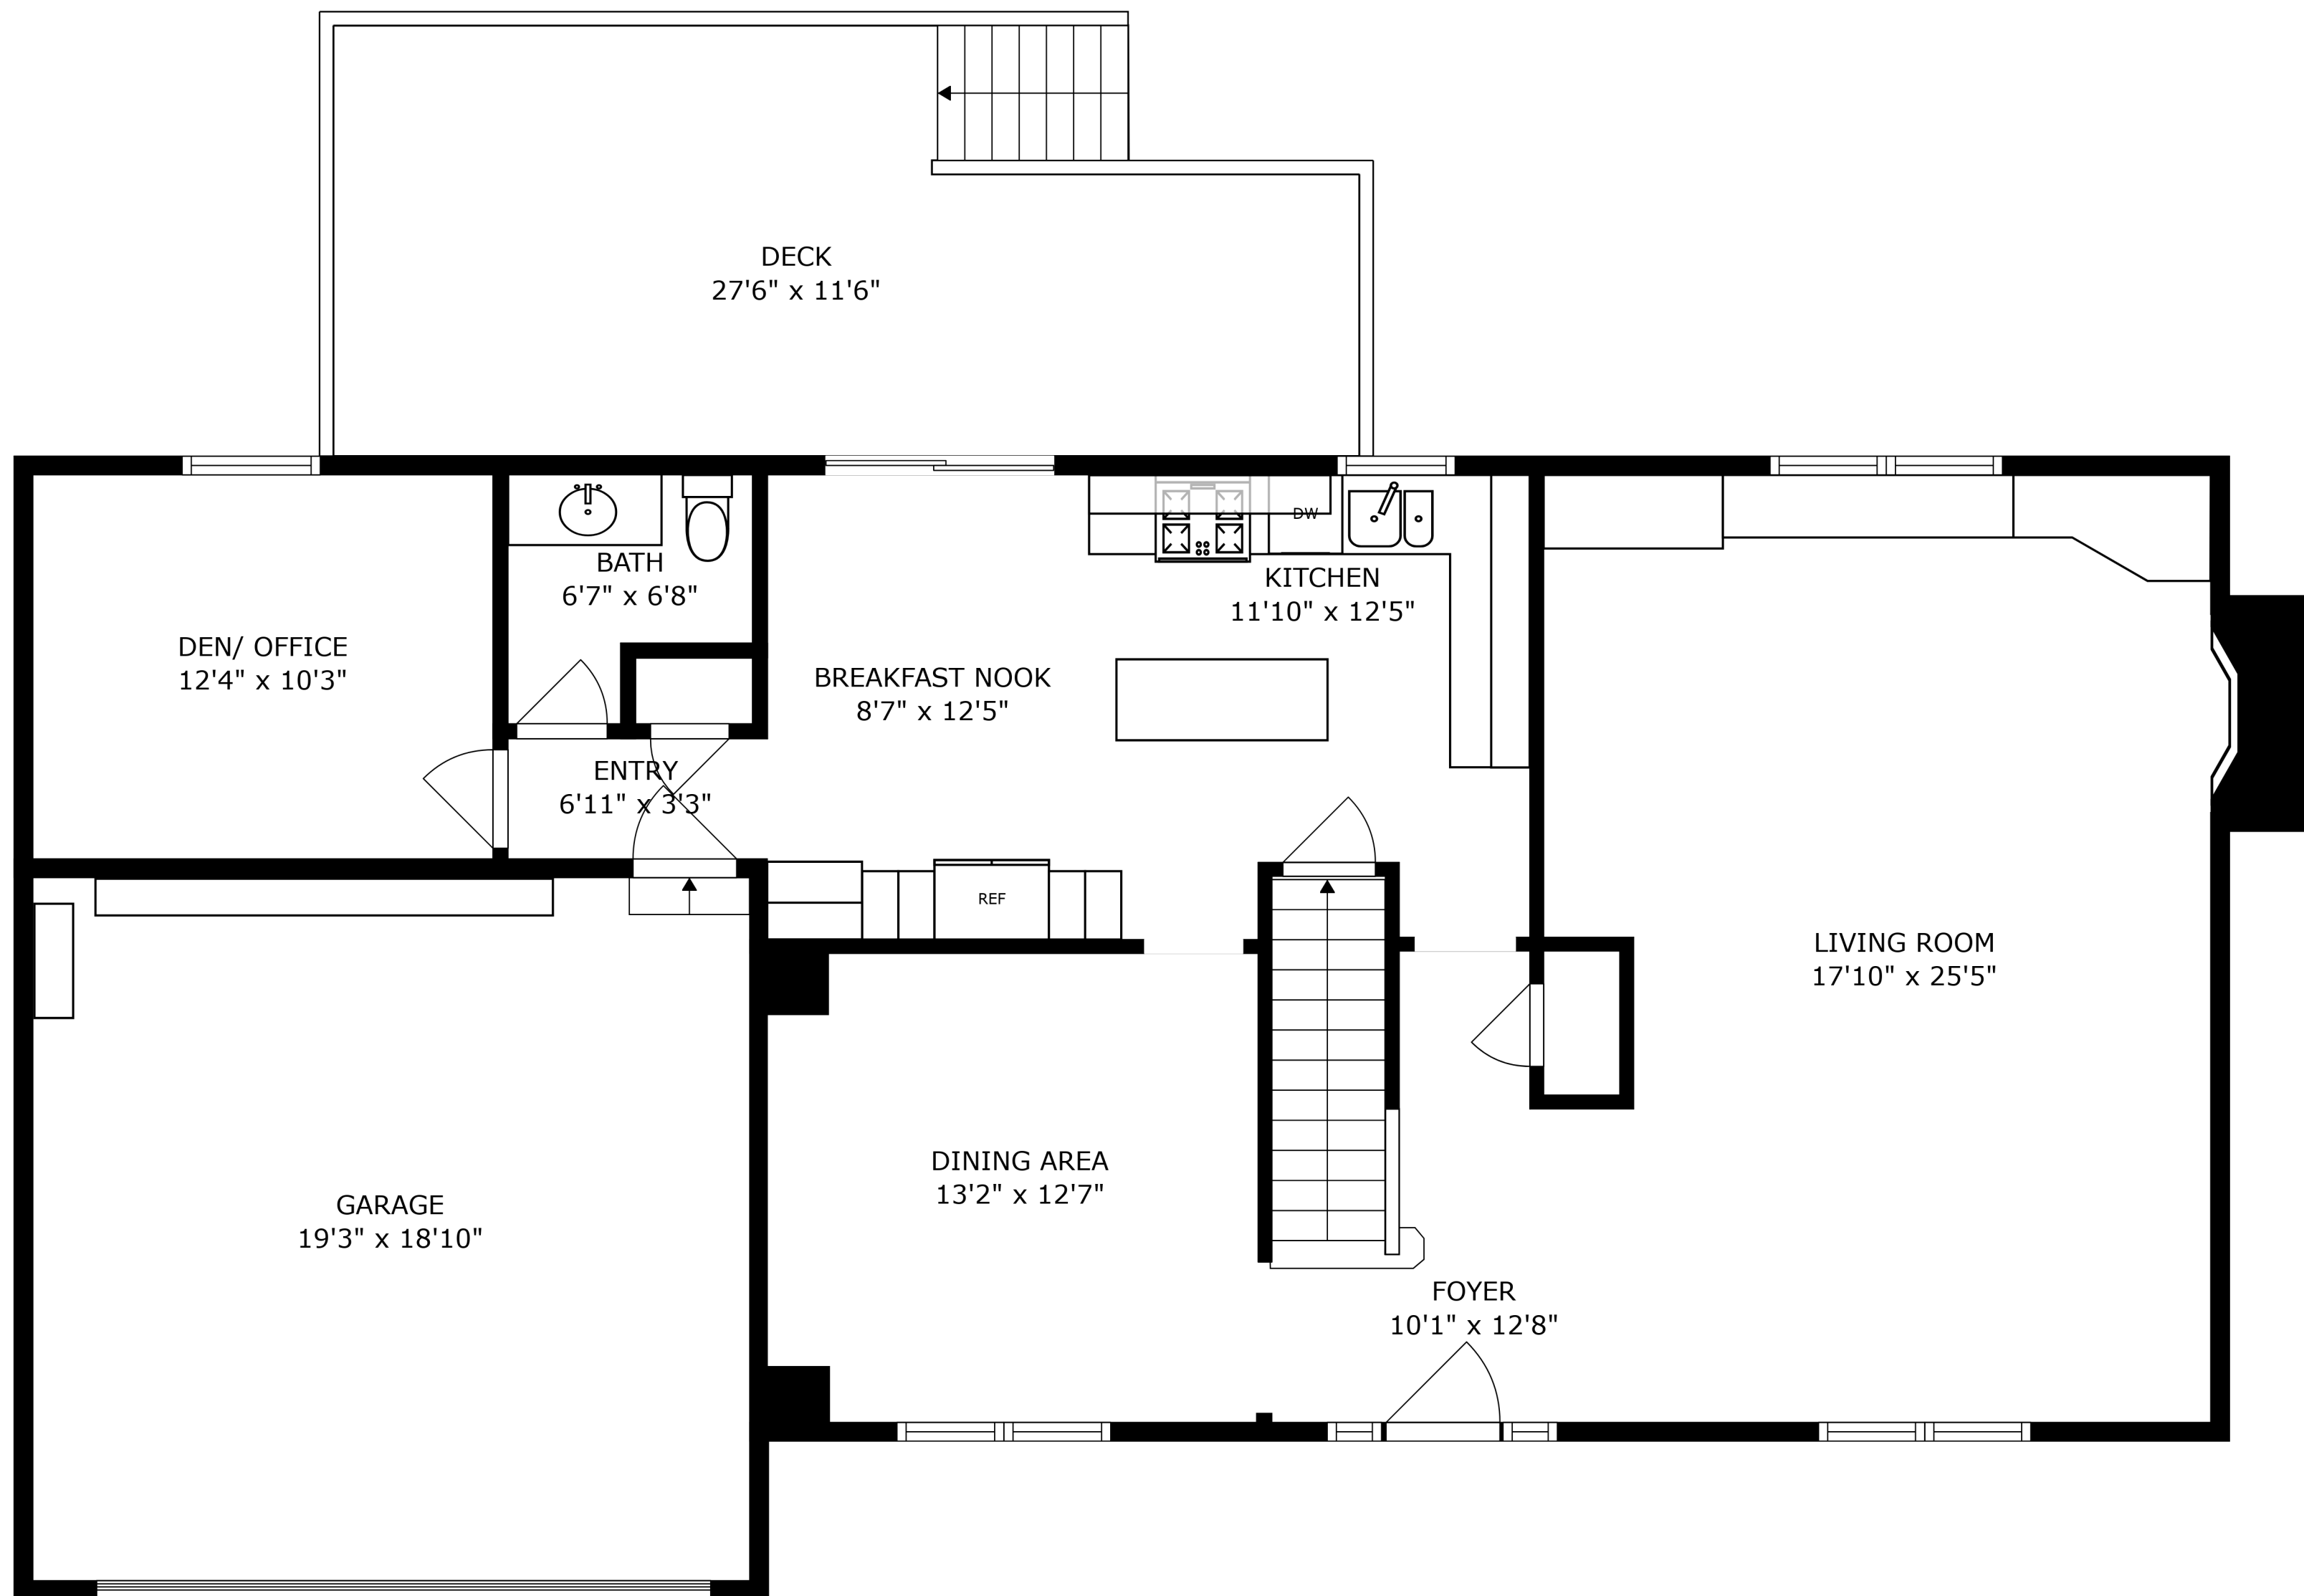 DECK
27'6" x 11'6"
DW
BATH
6'7" x 6'8"
KITCHEN
11'10" x 12'5"
DEN/ OFFICE
12'4" x 10'3"
BREAKFAST NOOK
8'7" x 12'5"
ENTRY
6'11" x 3'3"
REF
LIVING ROOM
17'10" x 25'5"
DINING AREA
13'2" x 12'7"
GARAGE
19'3" x 18'10"
FOYER
10'1" x 12'8"